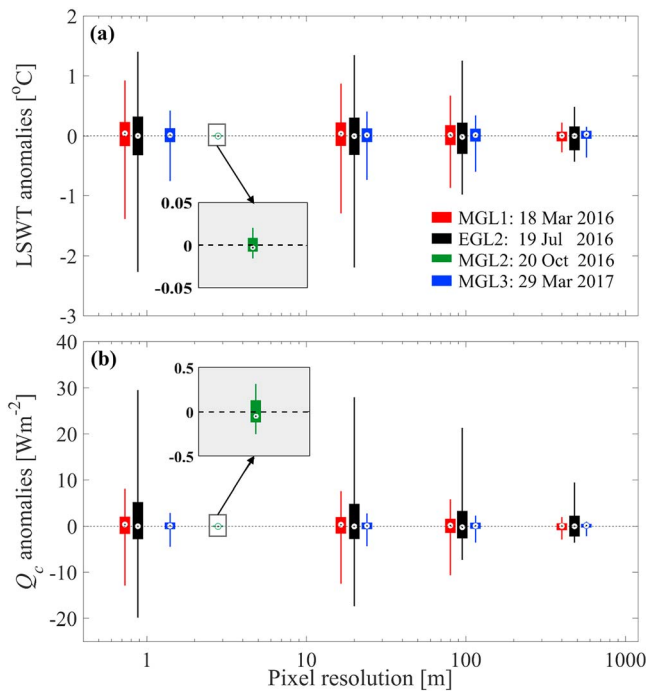 (a)
LSWT anomalies [°C]
2
1
0
-1
-2
-3
0.05
0
-0.05
MGL1: 18 Mar 2016
EGL2: 19 Jul 2016
MGL2: 20 Oct 2016
MGL3: 29 Mar 2017
(b)
Qc anomalies [Wm-2]
40
30
20
10
0
-10
-20
0.5
0
-0.5
1
10
100
1000
Pixel resolution [m]